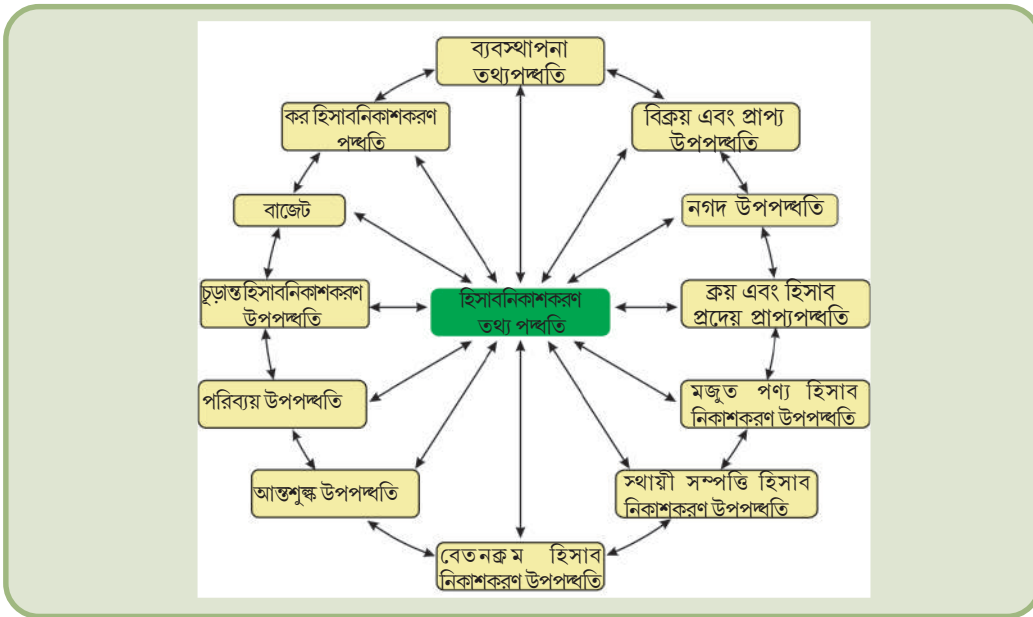 ব্যবস্থাপনা
তথ্যপদ্ধতি
কর হিসাবনিকাশকরণ
পদ্ধতি
বিক্রয় এবং প্রাপ্য
উপপদ্ধতি
বাজেট
নগদ উপপদ্ধতি
চূড়ান্ত হিসাবনিকাশকরণ
উপপদ্ধতি
হিসাবনিকাশকরণ
তথ্য পদ্ধতি
ক্রয় এবং হিসাব
প্রদেয় প্রাপ্যপদ্ধতি
পরিব্যয় উপপদ্ধতি
মজুত পণ্য হিসাব
নিকাশকরণ উপপদ্ধতি
আন্তশুল্ক উপপদ্ধতি
স্থায়ী সম্পত্তি হিসাব
নিকাশকরণ উপপদ্ধতি
বেতনক্রম হিসাব
নিকাশকরণ উপপদ্ধতি